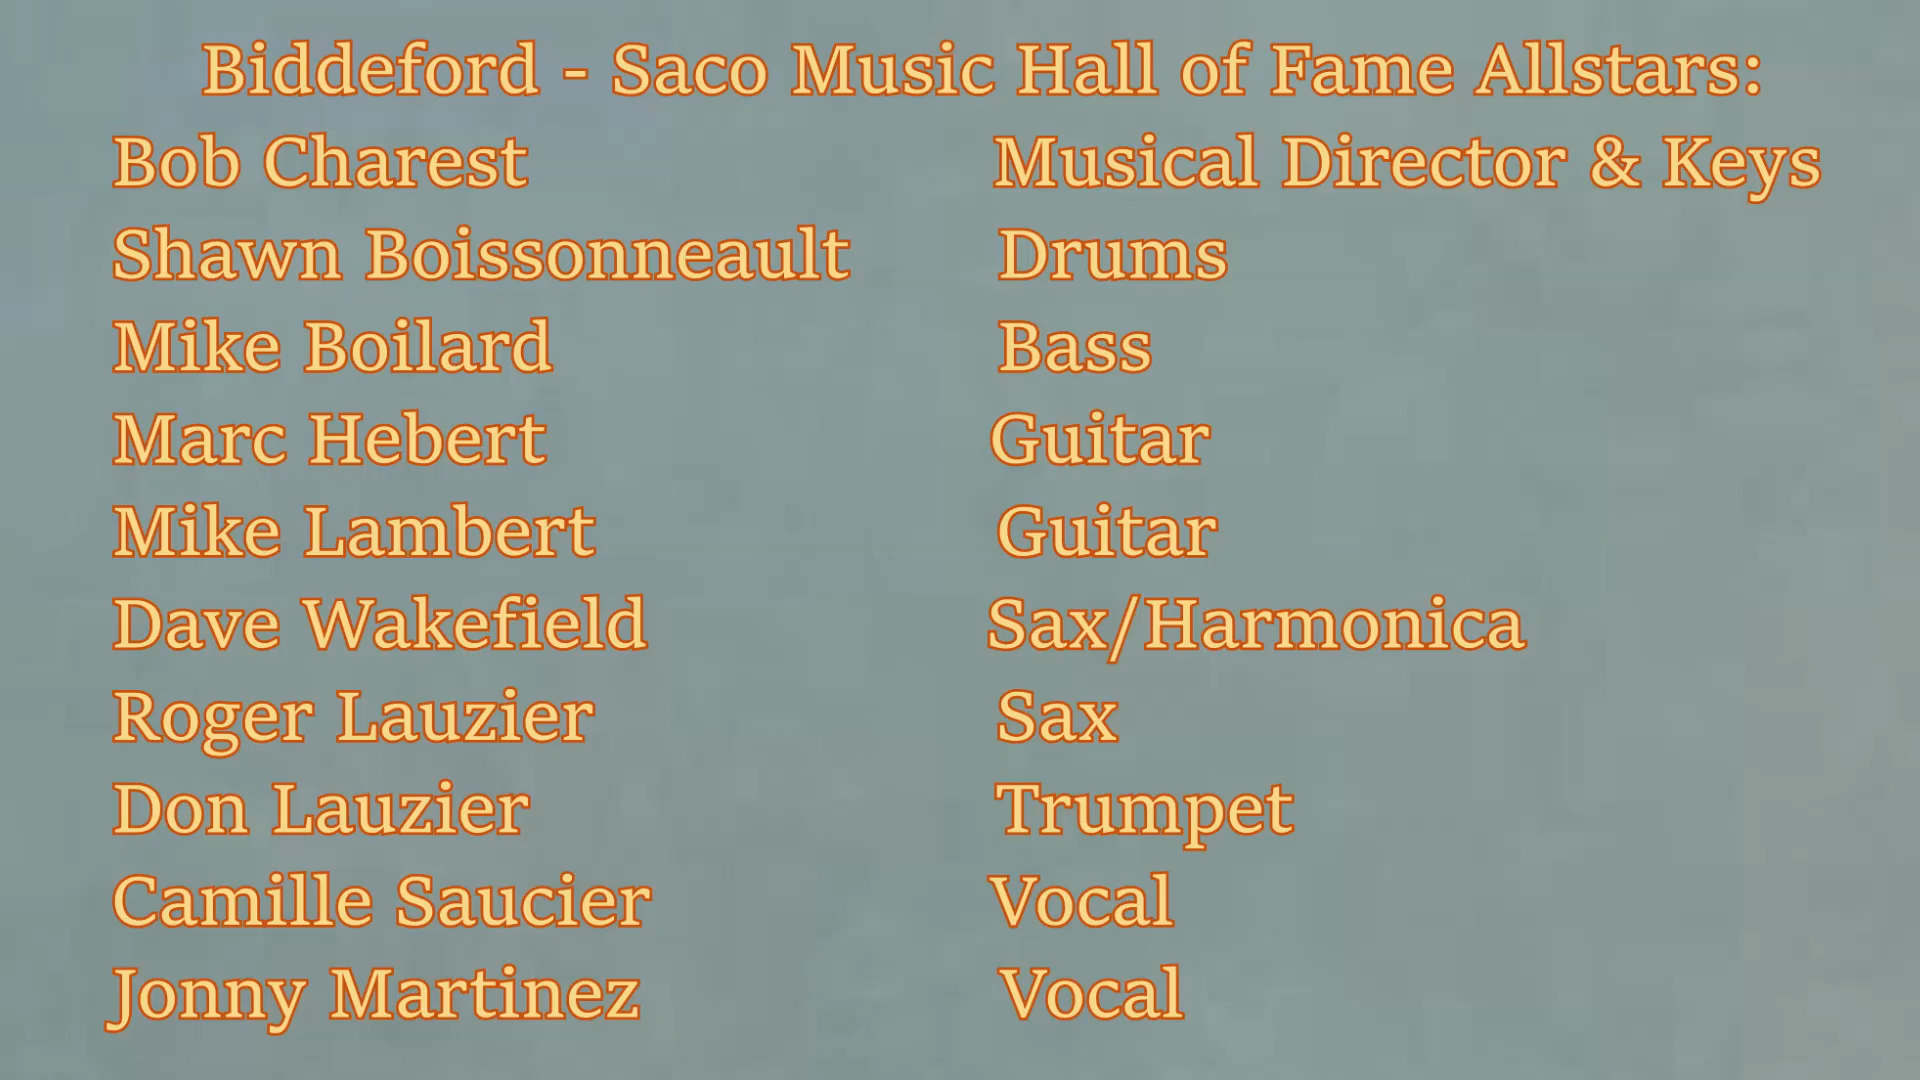 Biddeford - Saco Music Hall of Fame Allstars:
Bob Charest Musical Director & Keys
Shawn Boissonneault Drums
Mike Boilard Bass
Marc Hebert Guitar
Mike Lambert Guitar
Dave Wakefield Sax/Harmonica
Roger Lauzier Sax
Don Lauzier Trumpet
Camille Saucier Vocal
Jonny Martinez Vocal